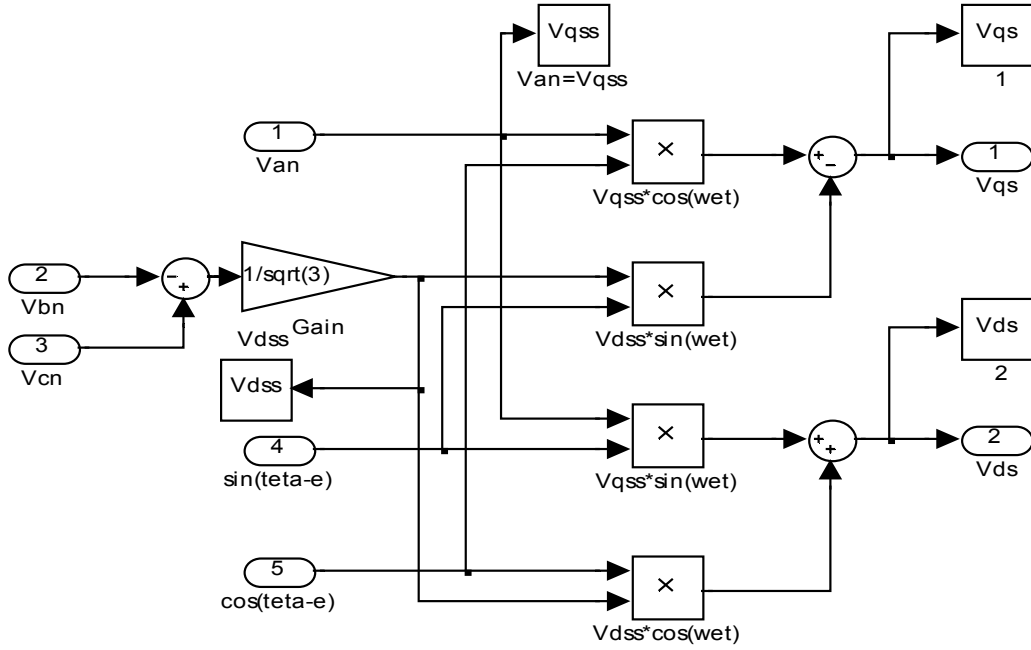 Vqss
Van=Vqss
Vqs
1
1
Van
×
Vqss*cos(wet)
+
-
1
Vqs
2
Vbn
-
+
1/sqrt(3)
Gain
×
Vdss*sin(wet)
3
Vcn
Vdss
Vdss
Vds
2
4
sin(teta-e)
×
Vqss*sin(wet)
+
+
2
Vds
5
cos(teta-e)
×
Vdss*cos(wet)